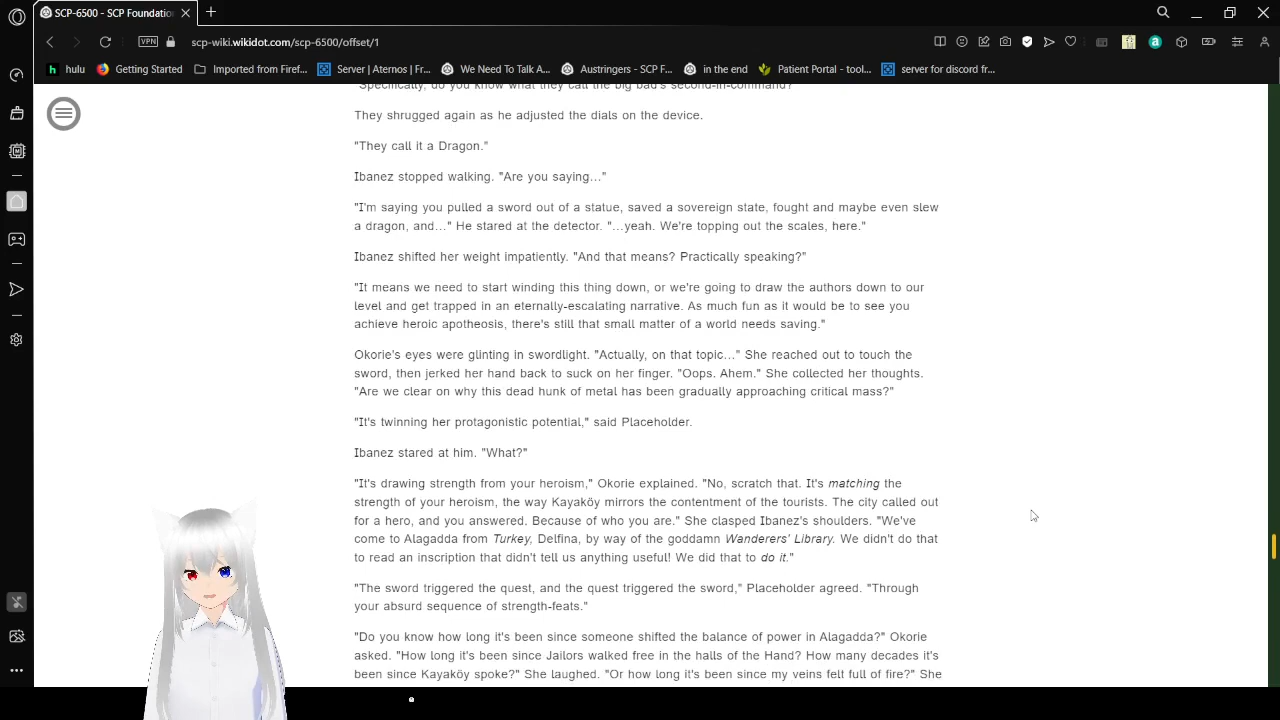 SCP-6500 - SCP Foundation
VPN
scp-wiki.wikidot.com/scp-6500/offset/1
hulu
Getting Started
Imported from Firef...
Server | Aternos | Fr...
We Need To Talk A...
Austringers - SCP F...
in the end
Patient Portal - tool...
server for discord fr...
"Specifically, do you know what they call the big bad's second-in-command?"
They shrugged again as he adjusted the dials on the device.
"They call it a Dragon."
Ibanez stopped walking. "Are you saying…"
"I'm saying you pulled a sword out of a statue, saved a sovereign state, fought and maybe even slew
a dragon, and…" He stared at the detector. "…yeah. We're topping out the scales, here."
Ibanez shifted her weight impatiently. "And that means? Practically speaking?"
"It means we need to start winding this thing down, or we're going to draw the authors down to our
level and get trapped in an eternally-escalating narrative. As much fun as it would be to see you
achieve heroic apotheosis, there's still that small matter of a world needs saving."
Okorie's eyes were glinting in swordlight. "Actually, on that topic…" She reached out to touch the
sword, then jerked her hand back to suck on her finger. "Oops. Ahem." She collected her thoughts.
"Are we clear on why this dead hunk of metal has been gradually approaching critical mass?"
"It's twinning her protagonistic potential," said Placeholder.
Ibanez stared at him. "What?"
"It's drawing strength from your heroism," Okorie explained. "No, scratch that. It's matching the
strength of your heroism, the way Kayaköy mirrors the contentment of the tourists. The city called out
for a hero, and you answered. Because of who you are." She clasped Ibanez's shoulders. "We've
come to Alagadda from Turkey, Delfina, by way of the goddamn Wanderers' Library. We didn't do that
to read an inscription that didn't tell us anything useful! We did that to do it."
"The sword triggered the quest, and the quest triggered the sword," Placeholder agreed. "Through
your absurd sequence of strength-feats."
"Do you know how long it's been since someone shifted the balance of power in Alagadda?" Okorie
asked. "How long it's been since Jailors walked free in the halls of the Hand? How many decades it's
been since Kayaköy spoke?" She laughed. "Or how long it's been since my veins felt full of fire?" She